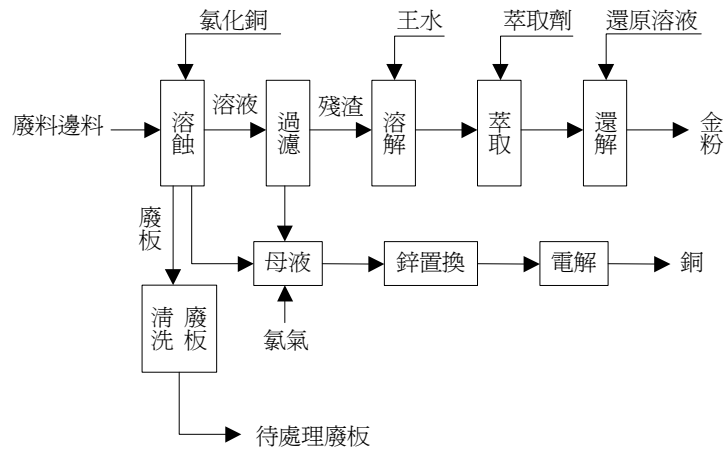 氯化銅
王水
萃取劑
還原溶液
廢料邊料
溶蝕
溶液
過濾
殘渣
溶解
萃取
還解
金粉
廢板
母液
鋅置換
電解
銅
清洗
廢板
氯氣
待處理廢板